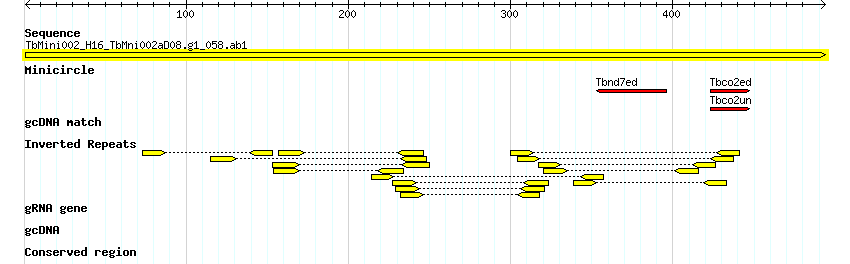 100 200 300 400
Sequence
TbMini002_H16_TbMni002aD08.g1_058.ab1
Minicircle
Tbnd7ed Tbco2ed
Tbco2un
gcDNA match
Inverted Repeats
gRNA gene
gcDNA
Conserved region